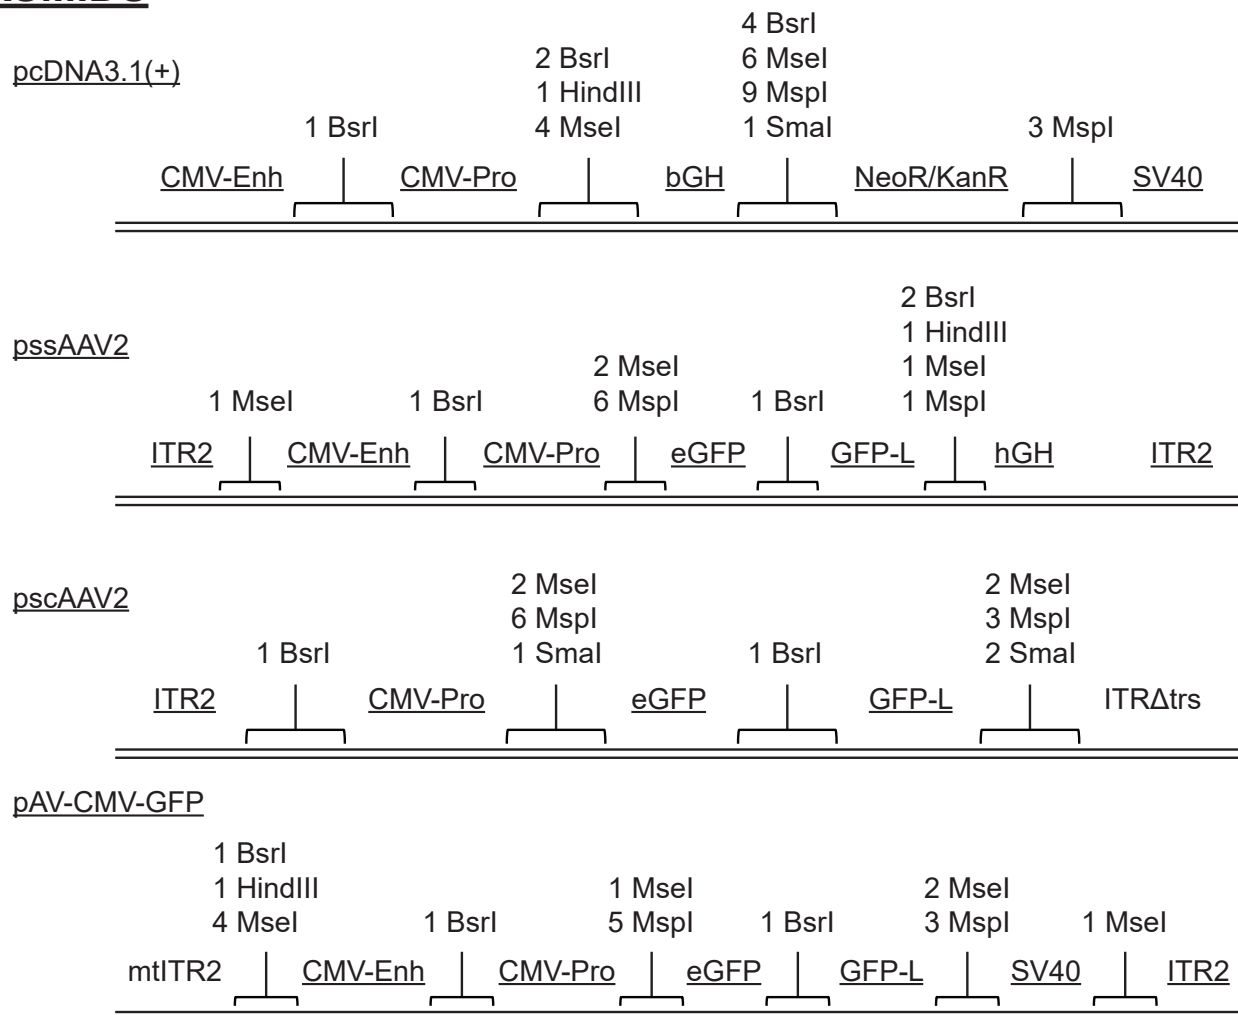 pcDNA3.1(+)
4 BsrI
2 BsrI 6 MseI
1 HindIII 9 MspI
1 BsrI 4 MseI 1 SmaI 3 MspI
CMV-Enh CMV-Pro bGH NeoR/KanR SV40
pssAAV2
2 BsrI
1 HindIII
2 MseI 1 MseI
1 MseI 1 BsrI 6 MspI 1 BsrI 1 MspI
ITR2 CMV-Enh CMV-Pro eGFP GFP-L hGH ITR2
pscAAV2
2 MseI 2 MseI
6 MspI 3 MspI
1 BsrI 1 SmaI 1 BsrI 2 SmaI
ITR2 CMV-Pro eGFP GFP-L ITRΔtrs
pAV-CMV-GFP
1 BsrI
1 HindIII 1 MseI 2 MseI
4 MseI 1 BsrI 5 MspI 1 BsrI 3 MspI 1 MseI
mtITR2 CMV-Enh CMV-Pro eGFP GFP-L SV40 ITR2